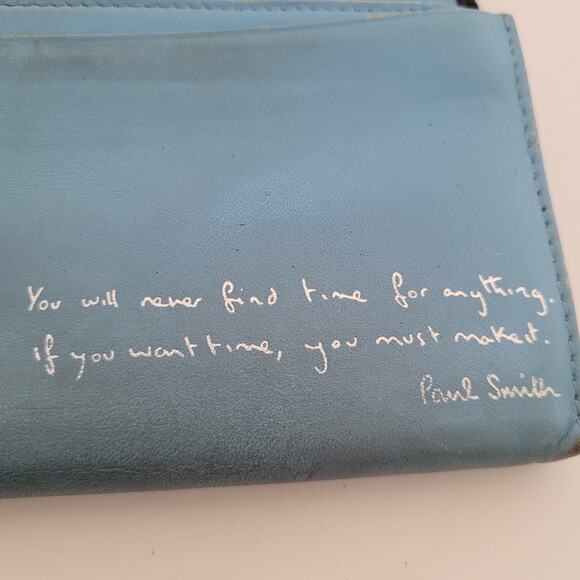 You will never find time for anything.
if you want time, you must make it.
Paul Smith